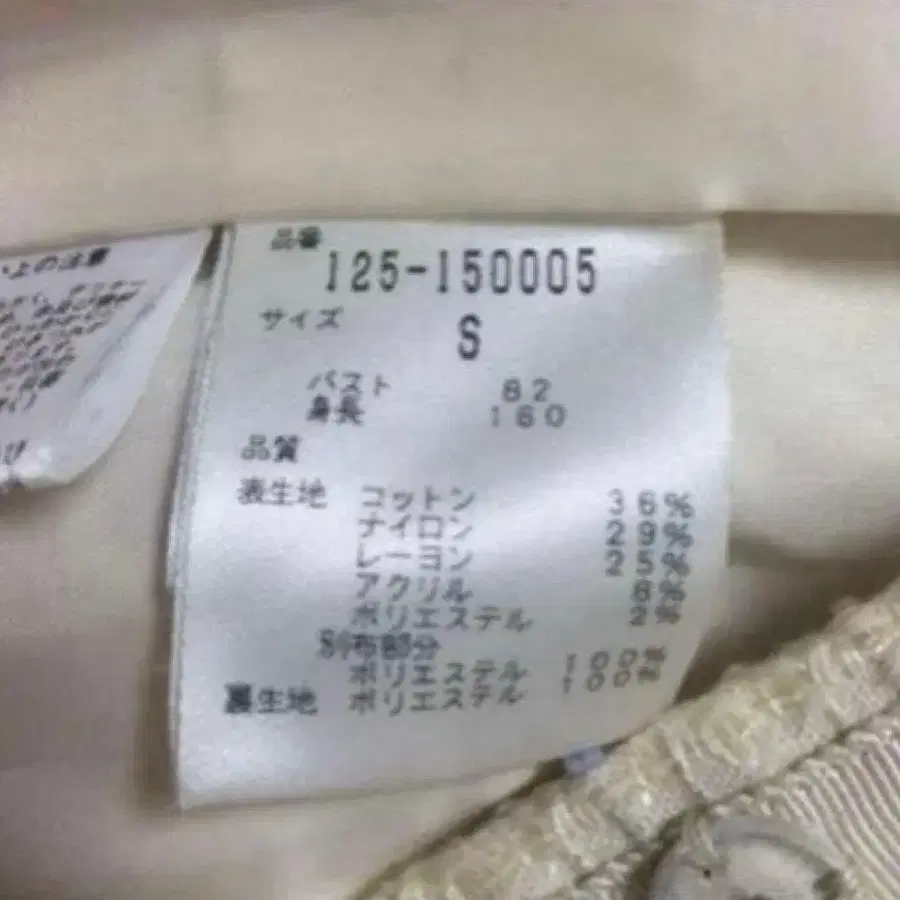 品番
125-150005
サイズ
S
バスト 82
身長 160
品質
表生地 コットン 36%
ナイロン 29%
レーヨン 25%
アクリル 8%
ポリエステル 2%
別布部分
ポリエステル 100%
裏生地 ポリエステル 100%